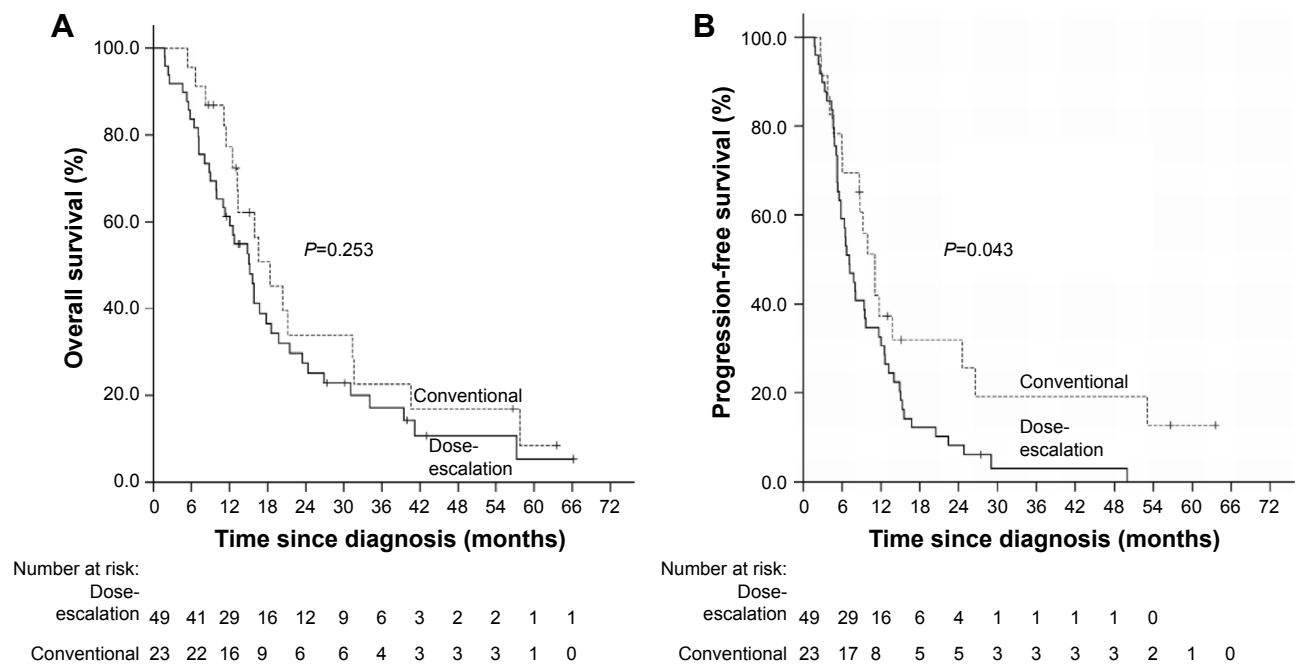 A
Overall survival (%)
100.0
80.0
60.0
40.0
20.0
0.0
P=0.253
Conventional
Dose-
escalation
0 6 12 18 24 30 36 42 48 54 60 66 72
Time since diagnosis (months)
Number at risk:
Dose-
escalation 49 41 29 16 12 9 6 3 2 2 1 1
Conventional 23 22 16 9 6 6 4 3 3 3 1 0
B
Progression-free survival (%)
100.0
80.0
60.0
40.0
20.0
0.0
P=0.043
Conventional
Dose-
escalation
0 6 12 18 24 30 36 42 48 54 60 66 72
Time since diagnosis (months)
Number at risk:
Dose-
escalation 49 29 16 6 4 1 1 1 1 0
Conventional 23 17 8 5 5 3 3 3 3 2 1 0